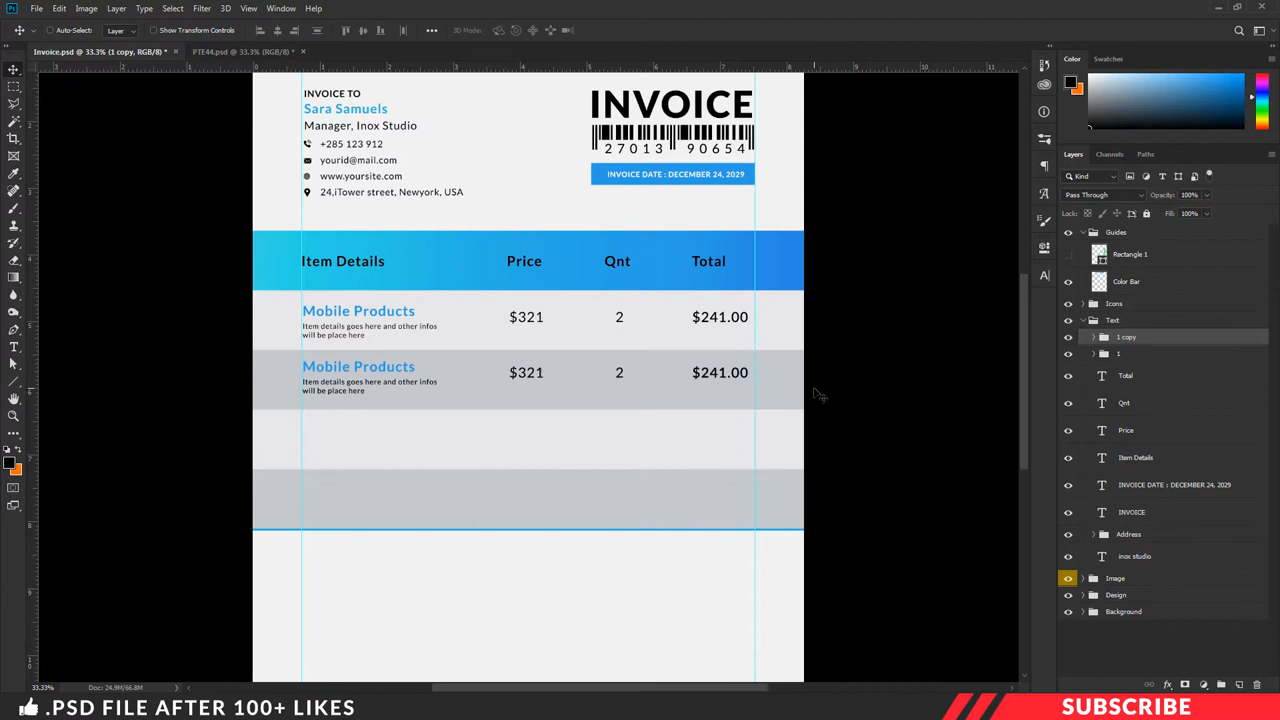 File Edit Image Layer Type Select Filter 3D View Window Help
Auto-Select: Layer Show Transform Controls 3D Mode:
Invoice.psd @ 33.3% (1 copy, RGB/8) * × PTE44.psd @ 33.3% (RGB/8) * ×
INVOICE TO
Sara Samuels
Manager, Inox Studio
+285 123 912
yourid@mail.com
www.yoursite.com
24,iTower street, Newyork, USA
INVOICE
27013 90654
INVOICE DATE : DECEMBER 24, 2029
Item Details Price Qnt Total
Mobile Products $321 2 $241.00
Item details goes here and other infos
will be place here
Mobile Products $321 2 $241.00
Item details goes here and other infos
will be place here
Color Swatches
Layers Channels Paths
Kind
Pass Through Opacity: 100%
Lock: Fill: 100%
Guides
Rectangle 1
Color Bar
Icons
Text
1 copy
1
Total
Qnt
Price
Item Details
INVOICE DATE : DECEMBER 24, 2029
INVOICE
Address
inox studio
Image
Design
Background
33.33% Doc: 24.9M/66.8M
.PSD FILE AFTER 100+ LIKES
SUBSCRIBE